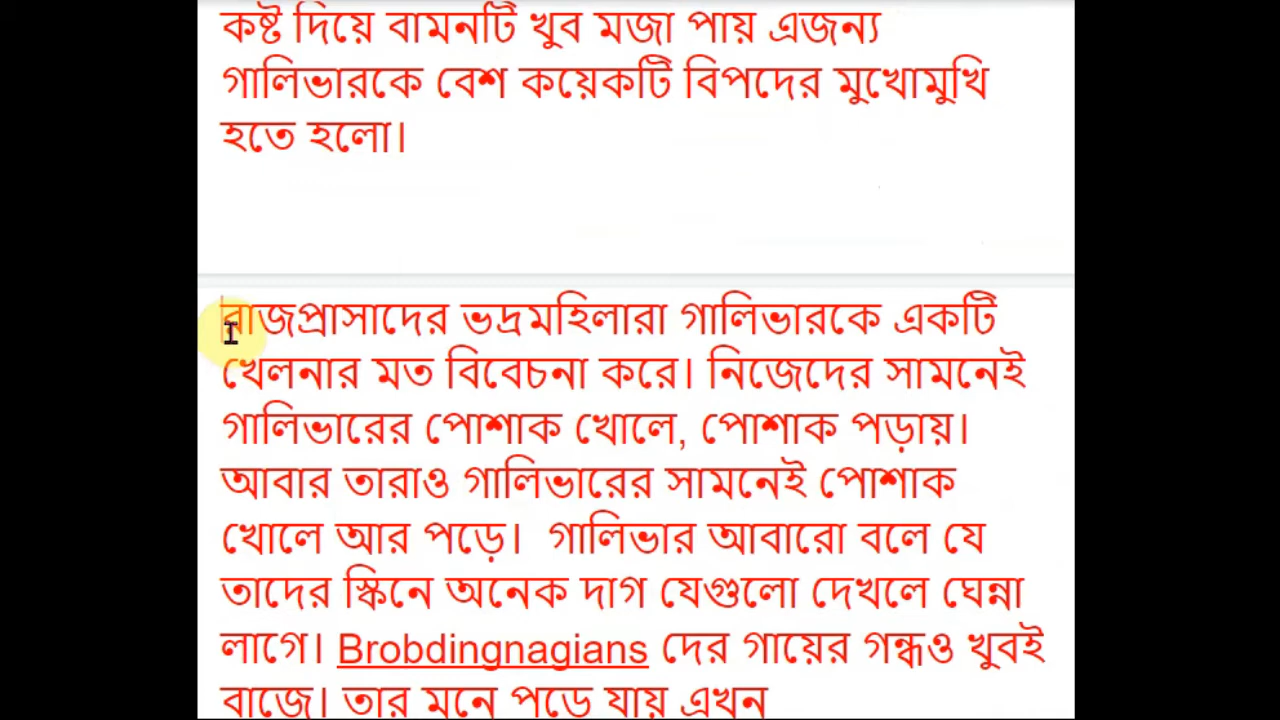 কষ্ট দিয়ে বামনটি খুব মজা পায় এজন্য
গালিভারকে বেশ কয়েকটি বিপদের মুখোমুখি
হতে হলো।
রাজপ্রাসাদের ভদ্রমহিলারা গালিভারকে একটি
খেলনার মত বিবেচনা করে। নিজেদের সামনেই
গালিভারের পোশাক খোলে, পোশাক পড়ায়।
আবার তারাও গালিভারের সামনেই পোশাক
খোলে আর পড়ে।  গালিভার আবারো বলে যে
তাদের স্কিনে অনেক দাগ যেগুলো দেখলে ঘেন্না
লাগে। Brobdingnagians দের গায়ের গন্ধও খুবই
বাজে। তার মনে পড়ে যায় এখন